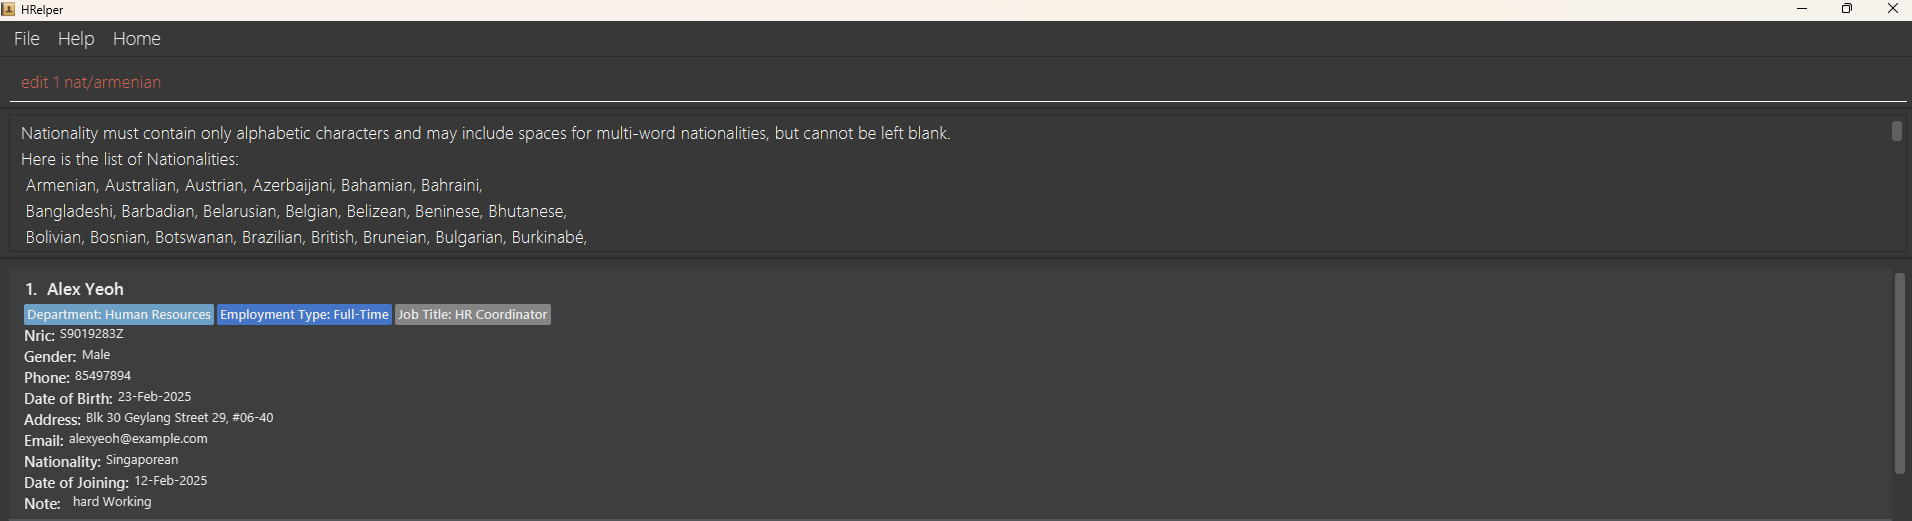 HRelper
File Help Home
edit 1 nat/armenian
Nationality must contain only alphabetic characters and may include spaces for multi-word nationalities, but cannot be left blank.
Here is the list of Nationalities:
Armenian, Australian, Austrian, Azerbaijani, Bahamian, Bahraini,
Bangladeshi, Barbadian, Belarusian, Belgian, Belizean, Beninese, Bhutanese,
Bolivian, Bosnian, Botswanan, Brazilian, British, Bruneian, Bulgarian, Burkinabé,
1. Alex Yeoh
Department: Human Resources Employment Type: Full-Time Job Title: HR Coordinator
Nric: S9019283Z
Gender: Male
Phone: 85497894
Date of Birth: 23-Feb-2025
Address: Blk 30 Geylang Street 29, #06-40
Email: alexyeoh@example.com
Nationality: Singaporean
Date of Joining: 12-Feb-2025
Note: hard Working